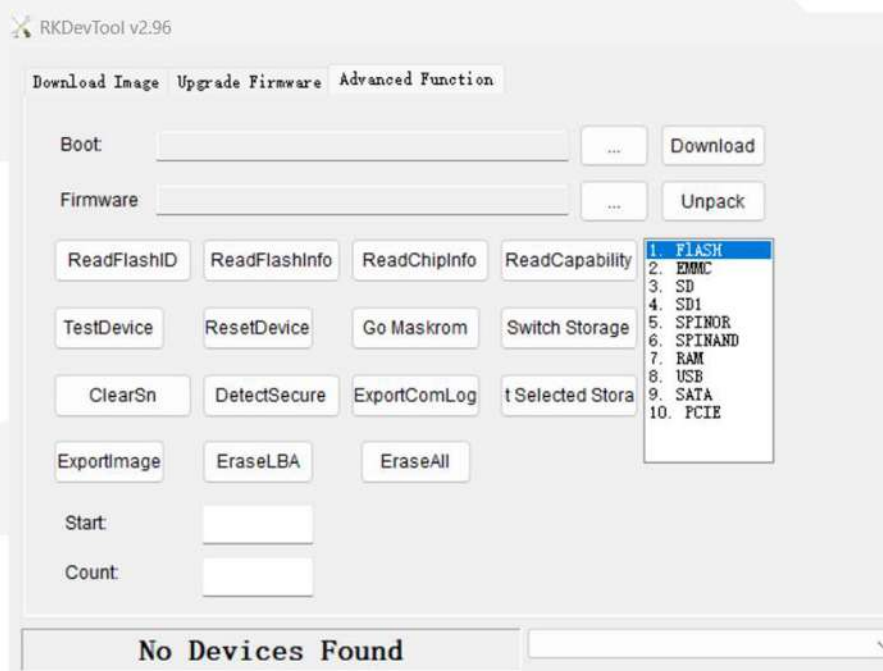 RKDevTool v2.96
Download Image Upgrade Firmware Advanced Function
Boot: ... Download
Firmware ... Unpack
ReadFlashID ReadFlashInfo ReadChipInfo ReadCapability
TestDevice ResetDevice Go Maskrom Switch Storage
ClearSn DetectSecure ExportComLog t Selected Stora
ExportImage EraseLBA EraseAll
1. FlASH
2. EMMC
3. SD
4. SD1
5. SPINOR
6. SPINAND
7. RAM
8. USB
9. SATA
10. PCIE
Start:
Count:
No Devices Found